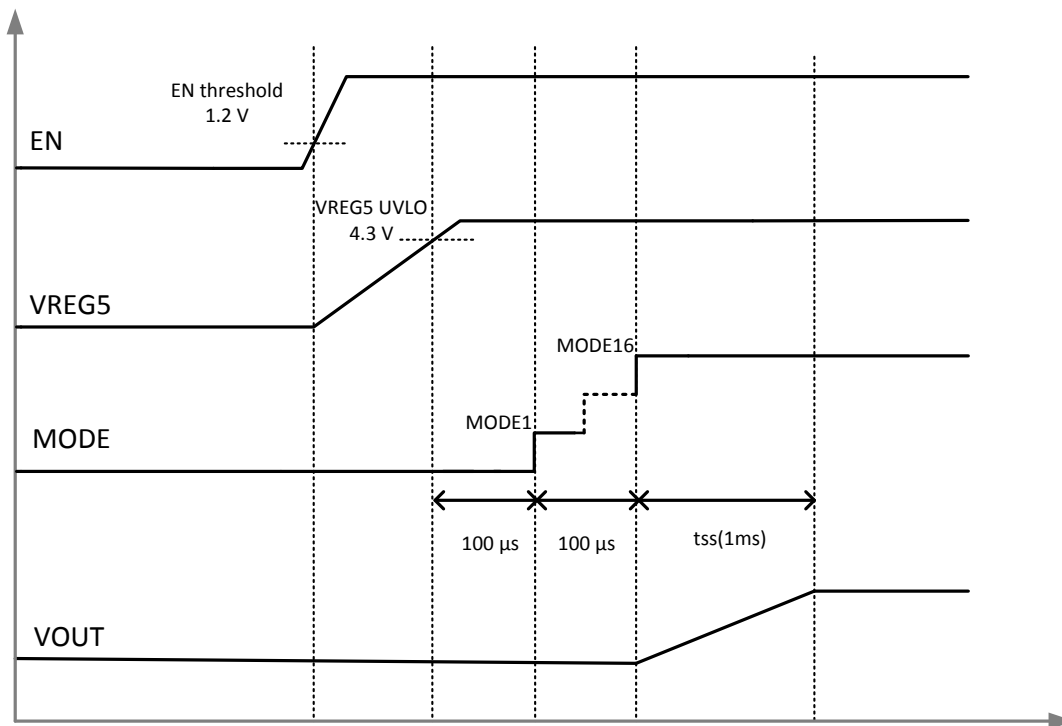 EN threshold
1.2 V
EN
VREG5 UVLO
4.3 V
VREG5
MODE16
MODE1
MODE
100 µs
100 µs
tss(1ms)
VOUT